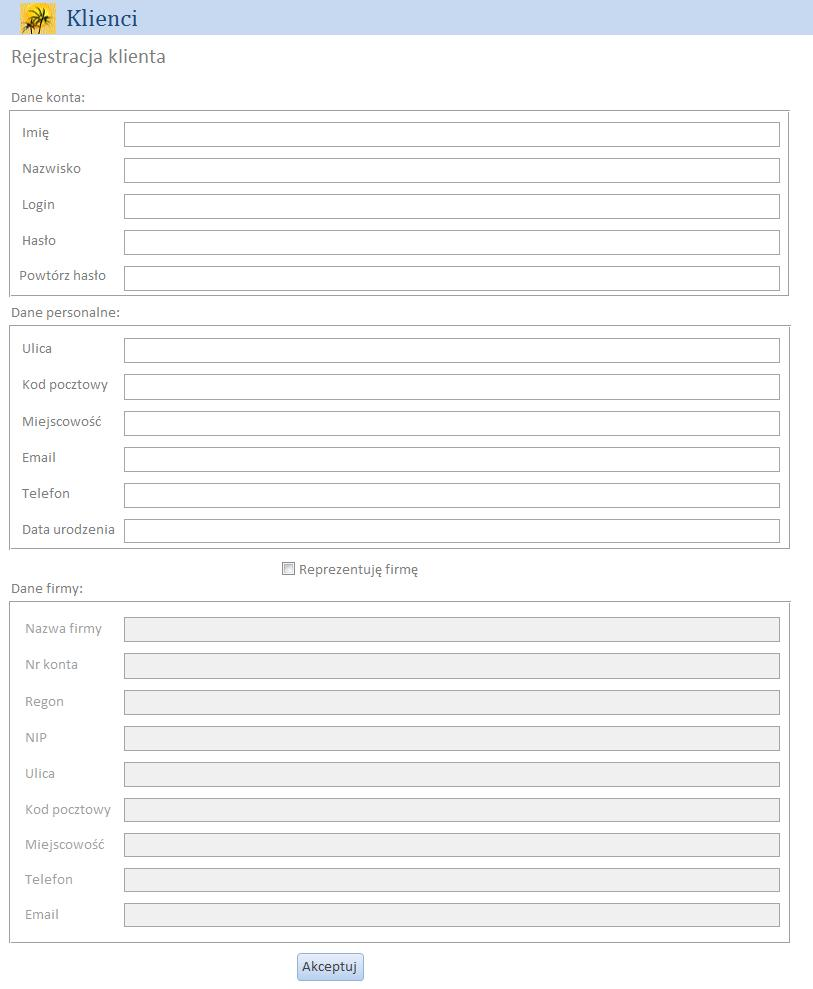 Klienci
Rejestracja klienta
Dane konta:
Imię
Nazwisko
Login
Hasło
Powtórz hasło
Dane personalne:
Ulica
Kod pocztowy
Miejscowość
Email
Telefon
Data urodzenia
Reprezentuję firmę
Dane firmy:
Nazwa firmy
Nr konta
Regon
NIP
Ulica
Kod pocztowy
Miejscowość
Telefon
Email
Akceptuj